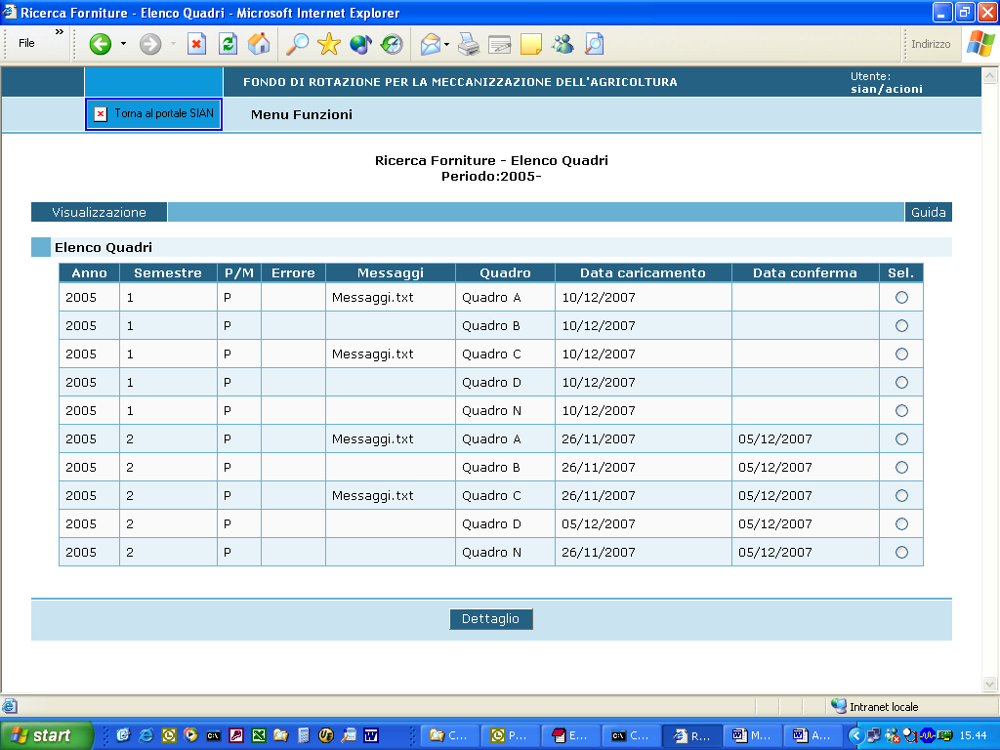 Ricerca Forniture - Elenco Quadri - Microsoft Internet Explorer
File » Indirizzo
FONDO DI ROTAZIONE PER LA MECCANIZZAZIONE DELL'AGRICOLTURA
Utente:
sian/acioni
Torna al portale SIAN
Menu Funzioni
Ricerca Forniture - Elenco Quadri
Periodo:2005-
Visualizzazione Guida
Elenco Quadri
Anno Semestre P/M Errore Messaggi Quadro Data caricamento Data conferma Sel.
2005 1 P Messaggi.txt Quadro A 10/12/2007
2005 1 P Quadro B 10/12/2007
2005 1 P Messaggi.txt Quadro C 10/12/2007
2005 1 P Quadro D 10/12/2007
2005 1 P Quadro N 10/12/2007
2005 2 P Messaggi.txt Quadro A 26/11/2007 05/12/2007
2005 2 P Quadro B 26/11/2007 05/12/2007
2005 2 P Messaggi.txt Quadro C 26/11/2007 05/12/2007
2005 2 P Quadro D 05/12/2007 05/12/2007
2005 2 P Quadro N 26/11/2007 05/12/2007
Dettaglio
Intranet locale
start C... P... E... C... R... M... A... 15.44